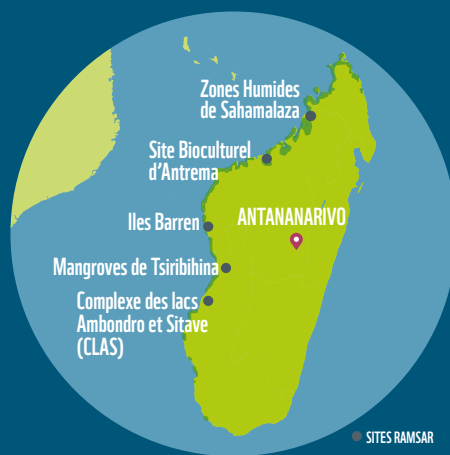 Zones Humides
de Sahamalaza
Site Bioculturel
d'Antrema
Iles Barren
ANTANANARIVO
Mangroves de Tsiribihina
Complexe des lacs
Ambondro et Sitave
(CLAS)
SITES RAMSAR